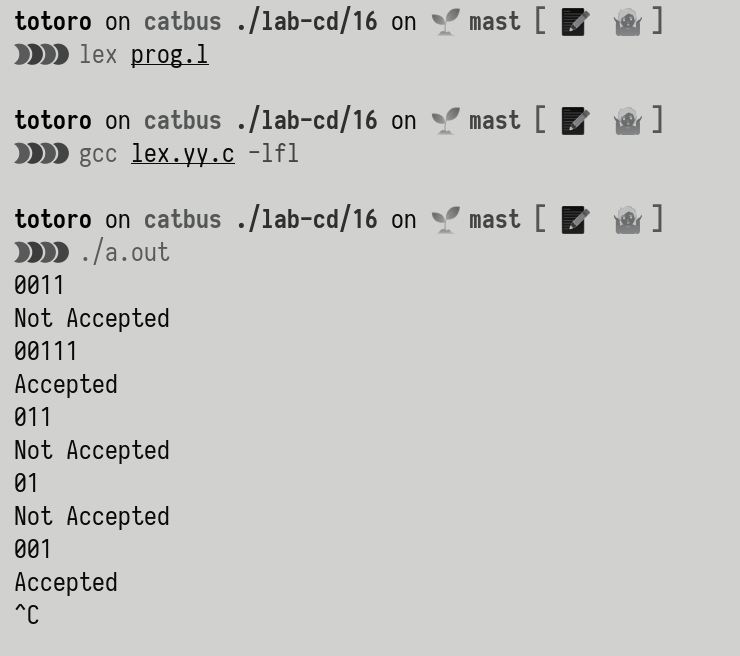 totoro on catbus ./lab-cd/16 on 🌱 mast [ 📝 🤷 ]
lex prog.l
totoro on catbus ./lab-cd/16 on 🌱 mast [ 📝 🤷 ]
gcc lex.yy.c -lfl
totoro on catbus ./lab-cd/16 on 🌱 mast [ 📝 🤷 ]
./a.out
0011
Not Accepted
00111
Accepted
011
Not Accepted
01
Not Accepted
001
Accepted
^C